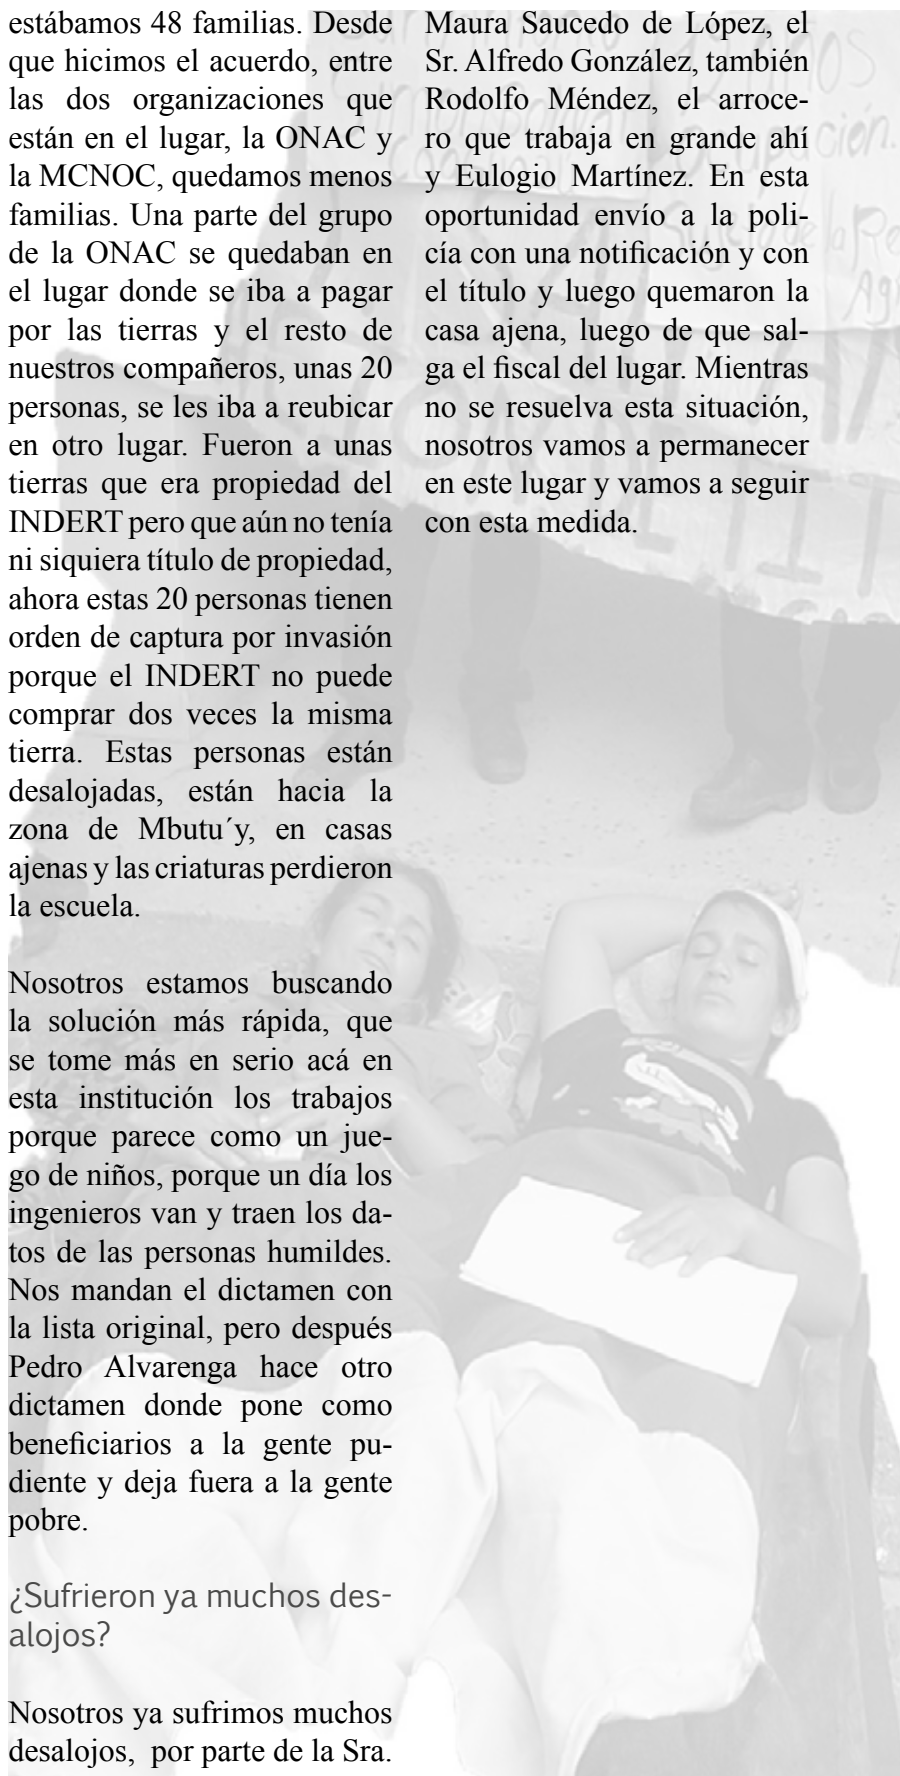 estábamos 48 familias. Desde
que hicimos el acuerdo, entre
las dos organizaciones que
están en el lugar, la ONAC y
la MCNOC, quedamos menos
familias. Una parte del grupo
de la ONAC se quedaban en
el lugar donde se iba a pagar
por las tierras y el resto de
nuestros compañeros, unas 20
personas, se les iba a reubicar
en otro lugar. Fueron a unas
tierras que era propiedad del
INDERT pero que aún no tenía
ni siquiera título de propiedad,
ahora estas 20 personas tienen
orden de captura por invasión
porque el INDERT no puede
comprar dos veces la misma
tierra. Estas personas están
desalojadas, están hacia la
zona de Mbutu´y, en casas
ajenas y las criaturas perdieron
la escuela.
Nosotros estamos buscando
la solución más rápida, que
se tome más en serio acá en
esta institución los trabajos
porque parece como un jue-
go de niños, porque un día los
ingenieros van y traen los da-
tos de las personas humildes.
Nos mandan el dictamen con
la lista original, pero después
Pedro Alvarenga hace otro
dictamen donde pone como
beneficiarios a la gente pu-
diente y deja fuera a la gente
pobre.
¿Sufrieron ya muchos des-
alojos?
Nosotros ya sufrimos muchos
desalojos, por parte de la Sra.
Maura Saucedo de López, el
Sr. Alfredo González, también
Rodolfo Méndez, el arroce-
ro que trabaja en grande ahí
y Eulogio Martínez. En esta
oportunidad envío a la poli-
cía con una notificación y con
el título y luego quemaron la
casa ajena, luego de que sal-
ga el fiscal del lugar. Mientras
no se resuelva esta situación,
nosotros vamos a permanecer
en este lugar y vamos a seguir
con esta medida.